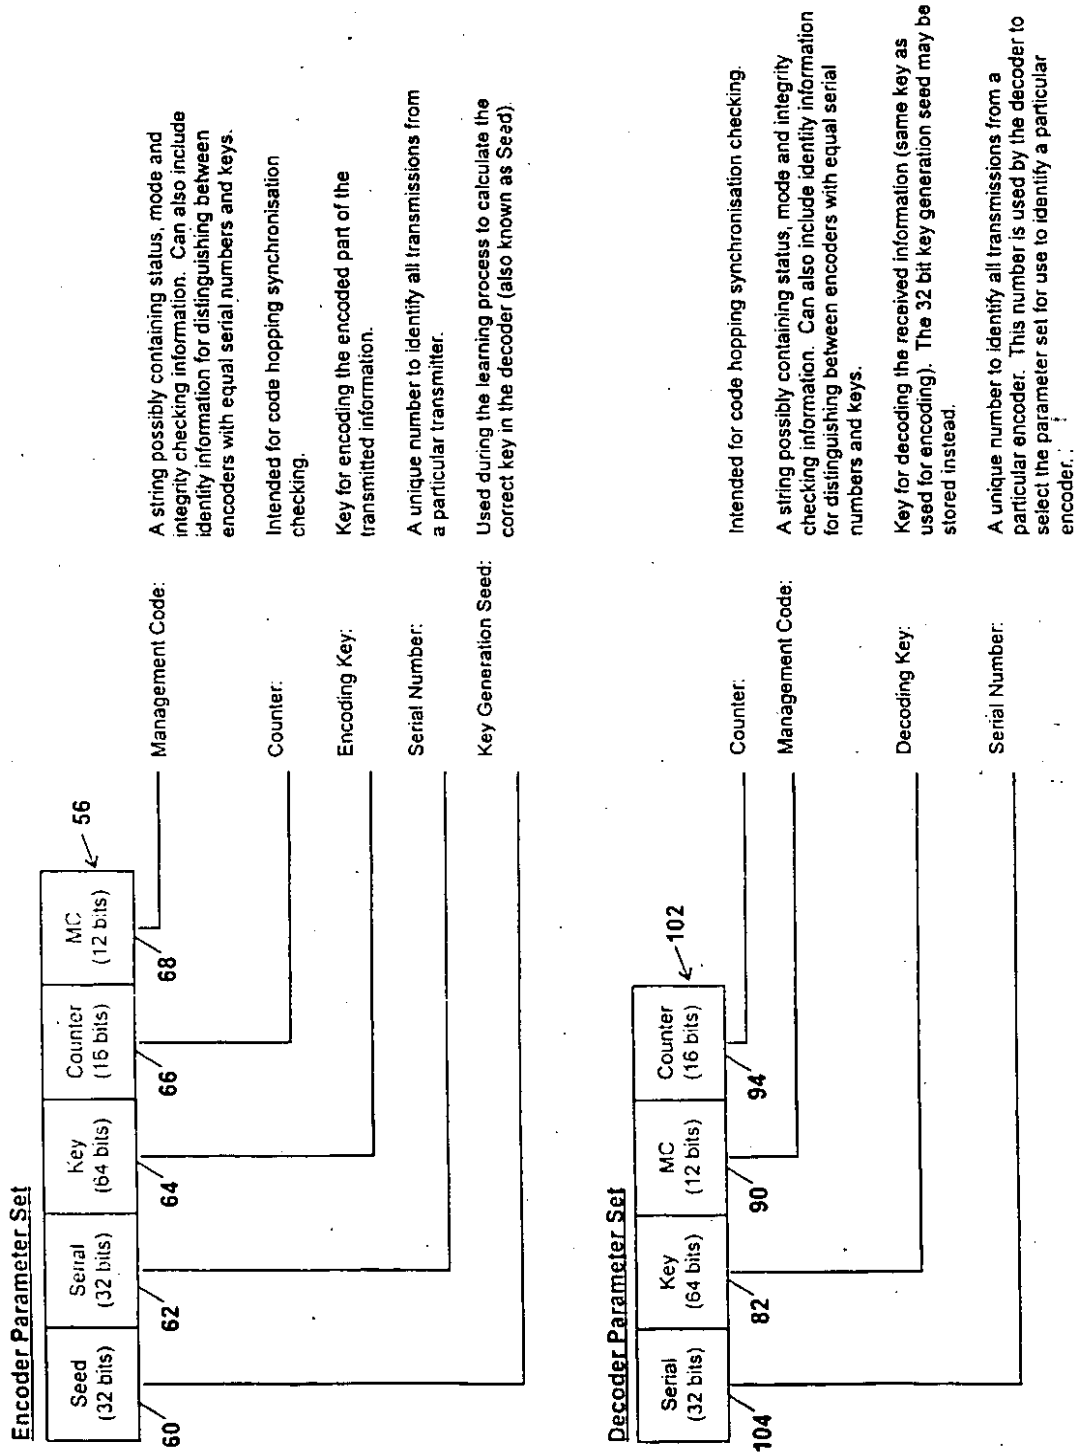 Encoder Parameter Set
Seed
(32 bits)
Serial
(32 bits)
Key
(64 bits)
Counter
(16 bits)
MC
(12 bits)
56
60
62
64
66
68
Management Code:
A string possibly containing status, mode and
integrity checking information. Can also include
identity information for distinguishing between
encoders with equal serial numbers and keys.
Counter:
Intended for code hopping synchronisation
checking.
Encoding Key:
Key for encoding the encoded part of the
transmitted information.
Serial Number:
A unique number to identify all transmissions from
a particular transmitter.
Key Generation Seed:
Used during the learning process to calculate the
correct key in the decoder (also known as Seed).
Decoder Parameter Set
Serial
(32 bits)
Key
(64 bits)
MC
(12 bits)
Counter
(16 bits)
102
104
82
90
94
Counter:
Intended for code hopping synchronisation checking.
Management Code:
A string possibly containing status, mode and integrity
checking information. Can also include identity information
for distinguishing between encoders with equal serial
numbers and keys.
Decoding Key:
Key for decoding the received information (same key as
used for encoding). The 32 bit key generation seed may be
stored instead.
Serial Number:
A unique number to identify all transmissions from a
particular encoder. This number is used by the decoder to
select the parameter set for use to identify a particular
encoder.